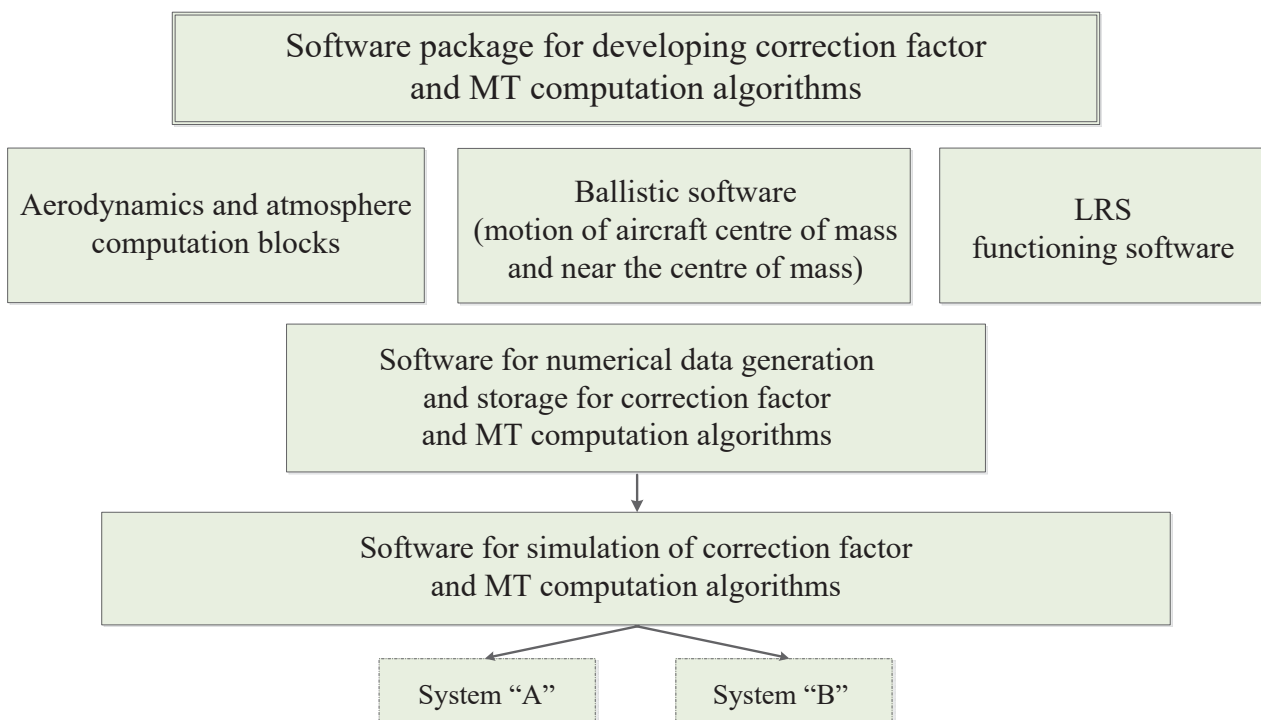 Software package for developing correction factor
and MT computation algorithms
Aerodynamics and atmosphere
computation blocks
Ballistic software
(motion of aircraft centre of mass
and near the centre of mass)
LRS
functioning software
Software for numerical data generation
and storage for correction factor
and MT computation algorithms
Software for simulation of correction factor
and MT computation algorithms
System “A”
System “B”